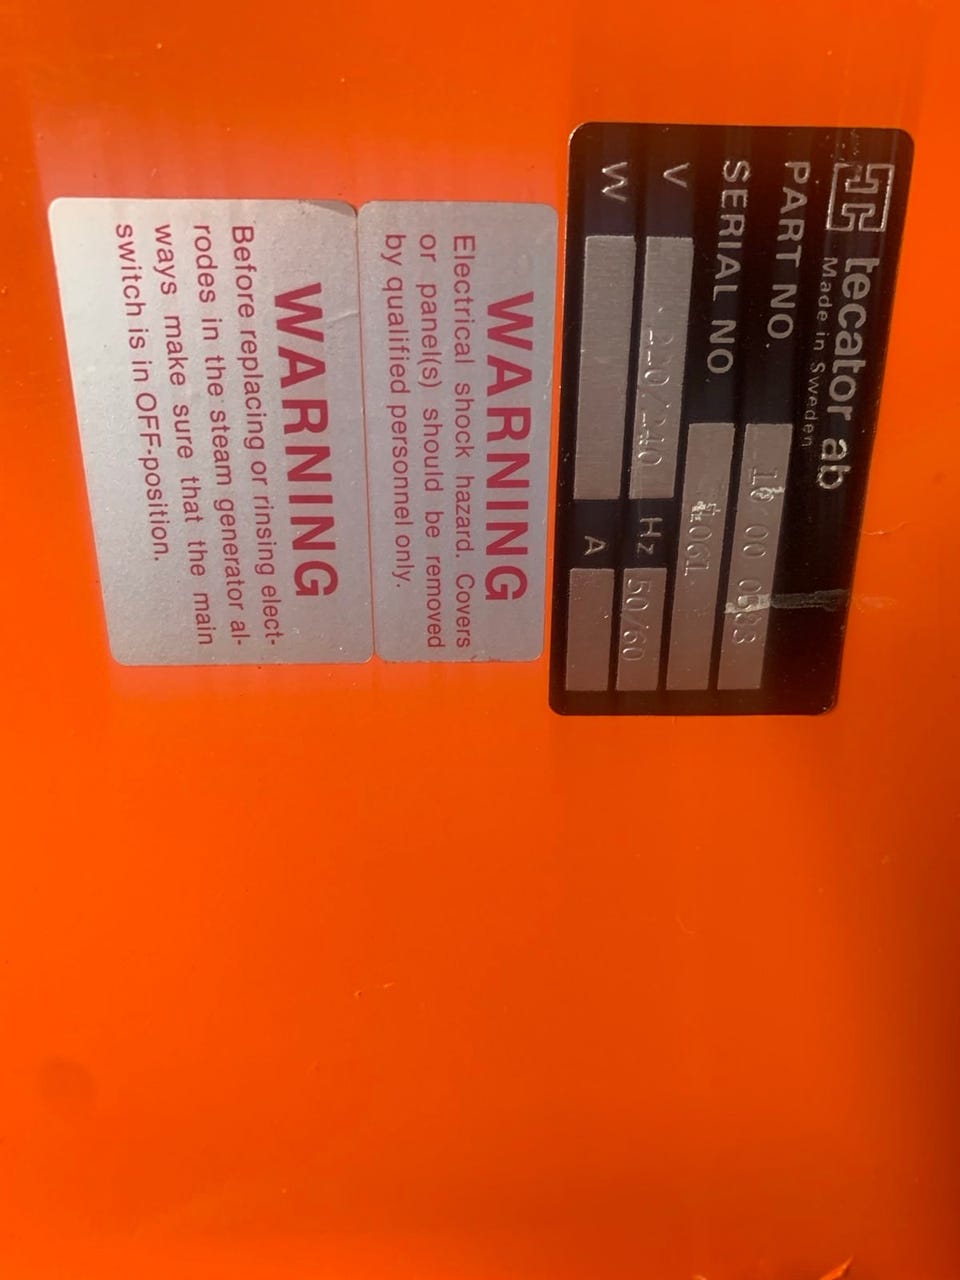 tecator ab
Made in Sweden
PART NO. 10 00 0583
SERIAL NO. 1061
V 220/240 Hz 50/60
W A
WARNING
Electrical shock hazard. Covers
or panel(s) should be removed
by qualified personnel only.
WARNING
Before replacing or rinsing elect-
rodes in the steam generator al-
ways make sure that the main
switch is in OFF-position.